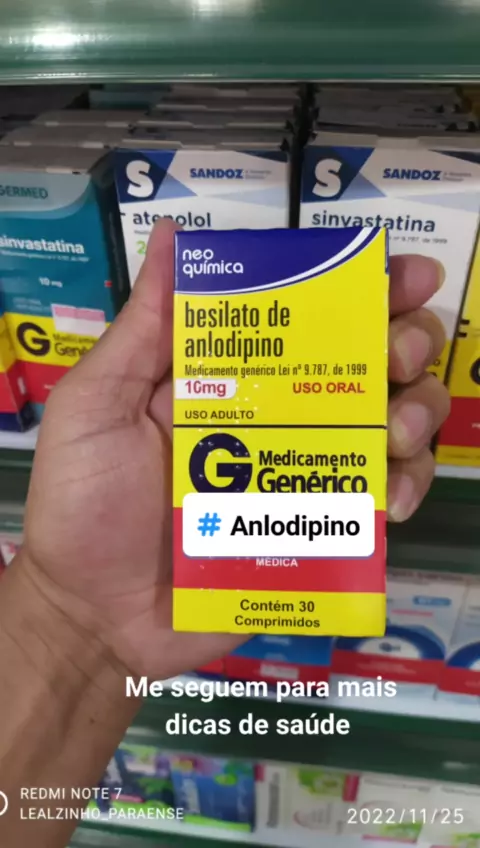 SANDOZ
SANDOZ
GERMED
atenolol
sinvastatina
sinvastatina
10 mg
neo
química
besilato de
anlodipino
Medicamento genérico Lei nº 9.787, de 1999
10mg
USO ORAL
USO ADULTO
G
Medicamento
Genérico
# Anlodipino
MÉDICA
Contém 30
Comprimidos
Me seguem para mais
dicas de saúde
REDMI NOTE 7
LEALZINHO_PARAENSE
2022/11/25